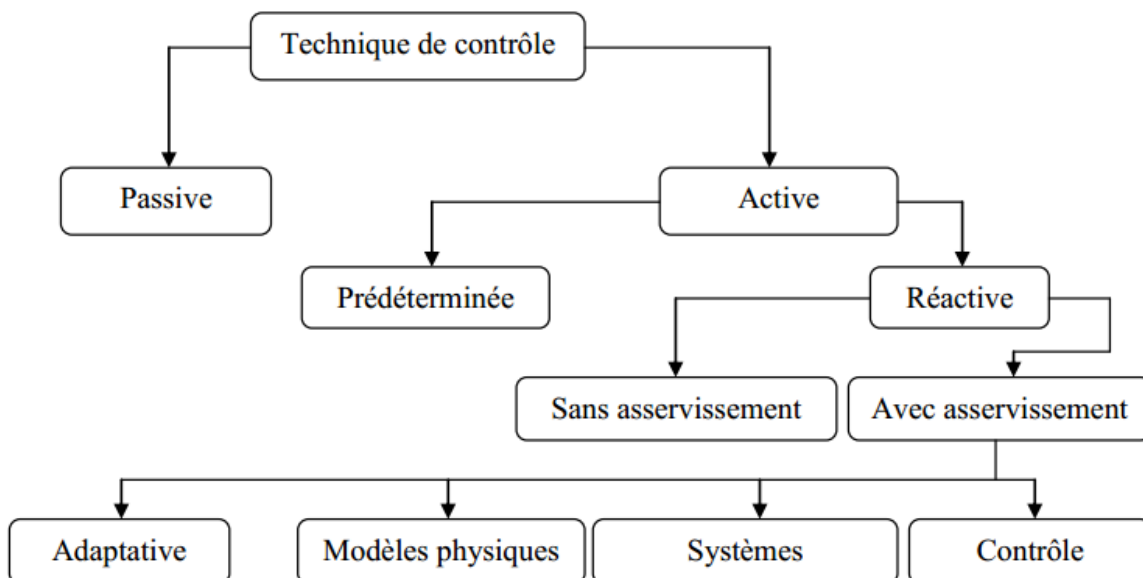 Technique de contrôle
Passive
Active
Prédéterminée
Réactive
Sans asservissement
Avec asservissement
Adaptative
Modèles physiques
Systèmes
Contrôle